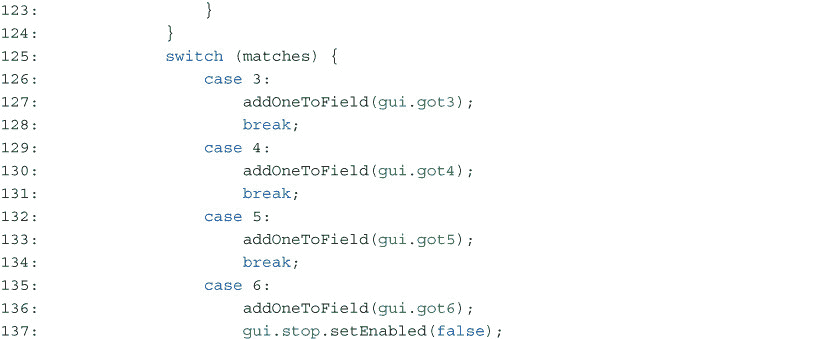 123:                 }
124:             }
125:             switch (matches) {
126:                 case 3:
127:                     addOneToField(gui.got3);
128:                     break;
129:                 case 4:
130:                     addOneToField(gui.got4);
131:                     break;
132:                 case 5:
133:                     addOneToField(gui.got5);
134:                     break;
135:                 case 6:
136:                     addOneToField(gui.got6);
137:                     gui.stop.setEnabled(false);